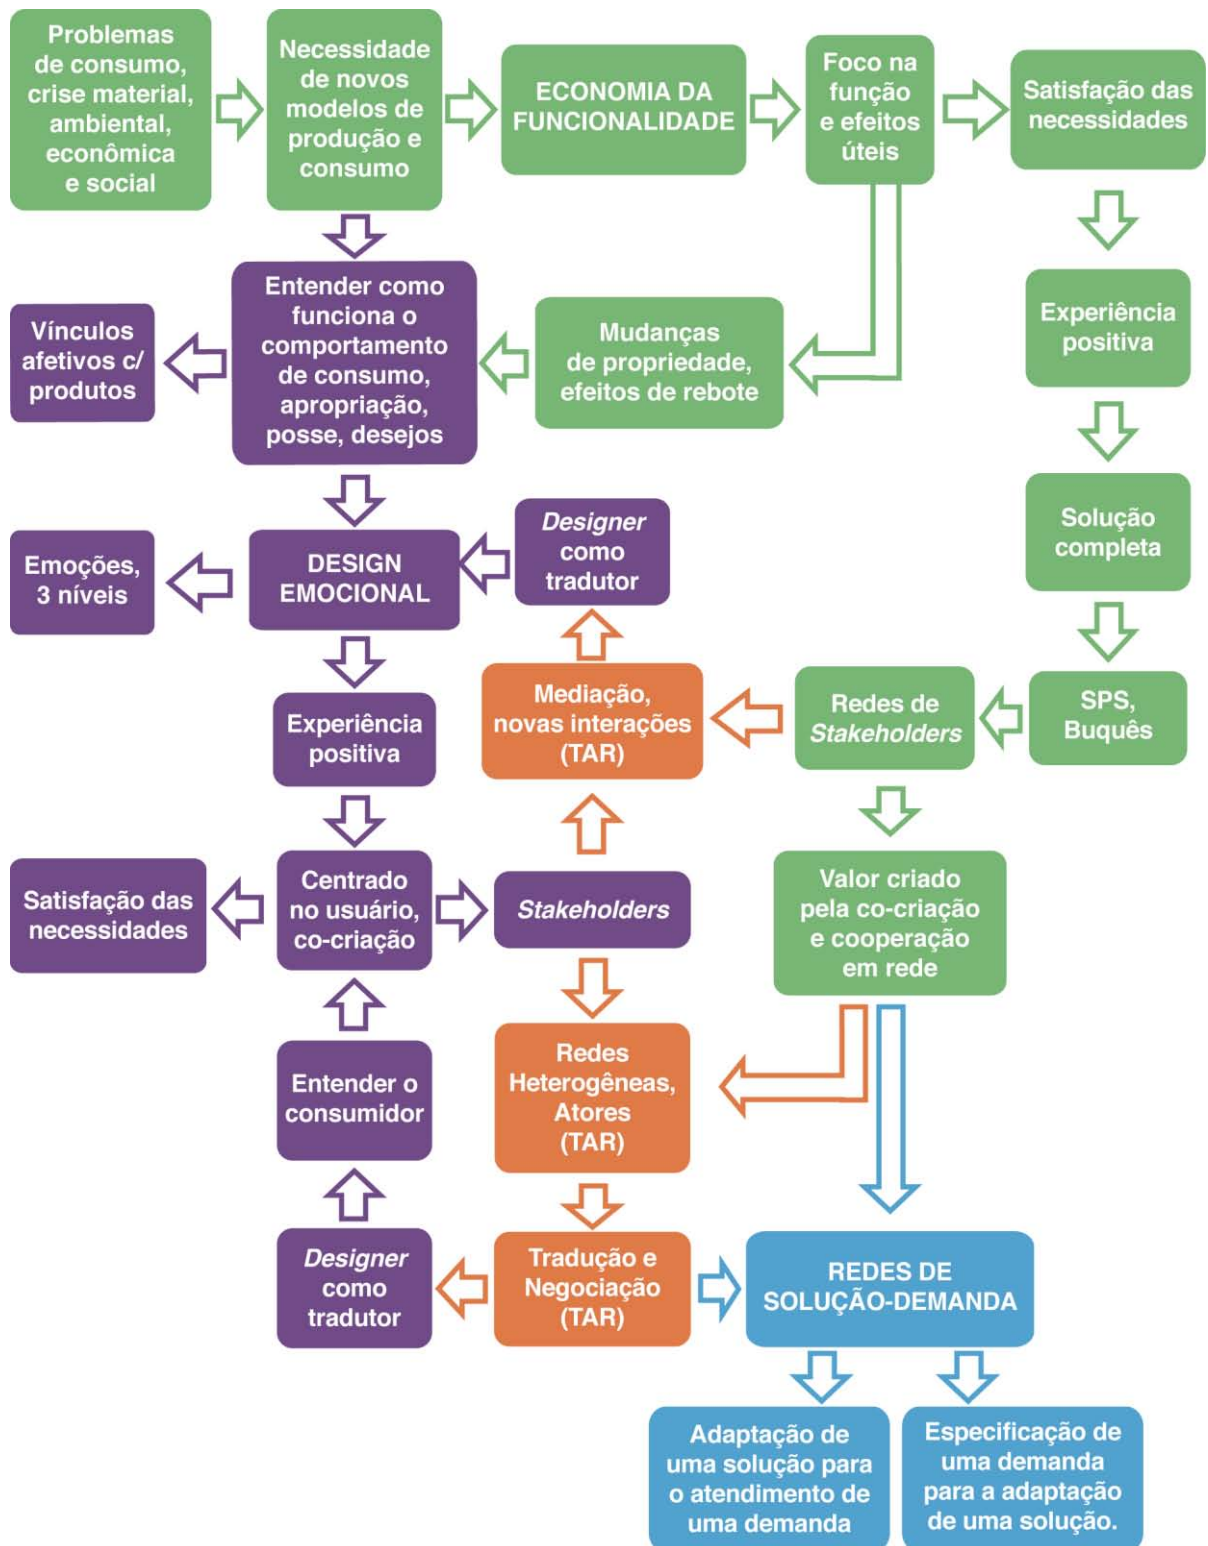 Problemas
de consumo,
crise material,
ambiental,
econômica
e social
Necessidade
de novos
modelos de
produção e
consumo
ECONOMIA DA
FUNCIONALIDADE
Foco na
função
e efeitos
úteis
Satisfação das
necessidades
Vínculos
afetivos c/
produtos
Entender como
funciona o
comportamento
de consumo,
apropriação,
posse, desejos
Mudanças
de propriedade,
efeitos de rebote
Experiência
positiva
Emoções,
3 níveis
DESIGN
EMOCIONAL
Designer
como
tradutor
Solução
completa
Experiência
positiva
Mediação,
novas interações
(TAR)
Redes de
Stakeholders
SPS,
Buquês
Satisfação das
necessidades
Centrado
no usuário,
co-criação
Stakeholders
Valor criado
pela co-criação
e cooperação
em rede
Entender o
consumidor
Redes
Heterogêneas,
Atores
(TAR)
Designer
como
tradutor
Tradução e
Negociação
(TAR)
REDES DE
SOLUÇÃO-DEMANDA
Adaptação de
uma solução para
o atendimento de
uma demanda
Especificação de
uma demanda
para a adaptação
de uma solução.